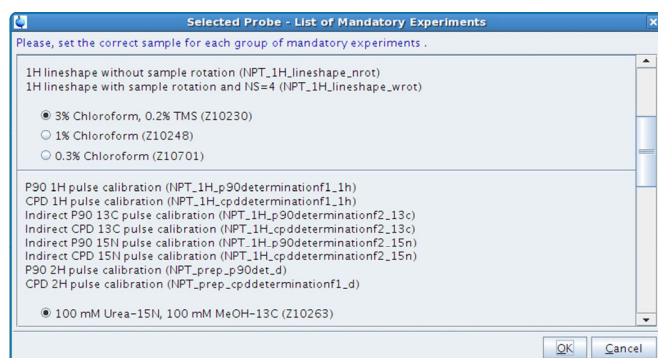 Selected Probe - List of Mandatory Experiments
Please, set the correct sample for each group of mandatory experiments .
1H lineshape without sample rotation (NPT_1H_lineshape_nrot)
1H lineshape with sample rotation and NS=4 (NPT_1H_lineshape_wrot)
3% Chloroform, 0.2% TMS (Z10230)
1% Chloroform (Z10248)
0.3% Chloroform (Z10701)
P90 1H pulse calibration (NPT_1H_p90determinationf1_1h)
CPD 1H pulse calibration (NPT_1H_cpddeterminationf1_1h)
Indirect P90 13C pulse calibration (NPT_1H_p90determinationf2_13c)
Indirect CPD 13C pulse calibration (NPT_1H_cpddeterminationf2_13c)
Indirect P90 15N pulse calibration (NPT_1H_p90determinationf2_15n)
Indirect CPD 15N pulse calibration (NPT_1H_cpddeterminationf2_15n)
P90 2H pulse calibration (NPT_prep_p90det_d)
CPD 2H pulse calibration (NPT_prep_cpddeterminationf1_d)
100 mM Urea-15N, 100 mM MeOH-13C (Z10263)
OK Cancel